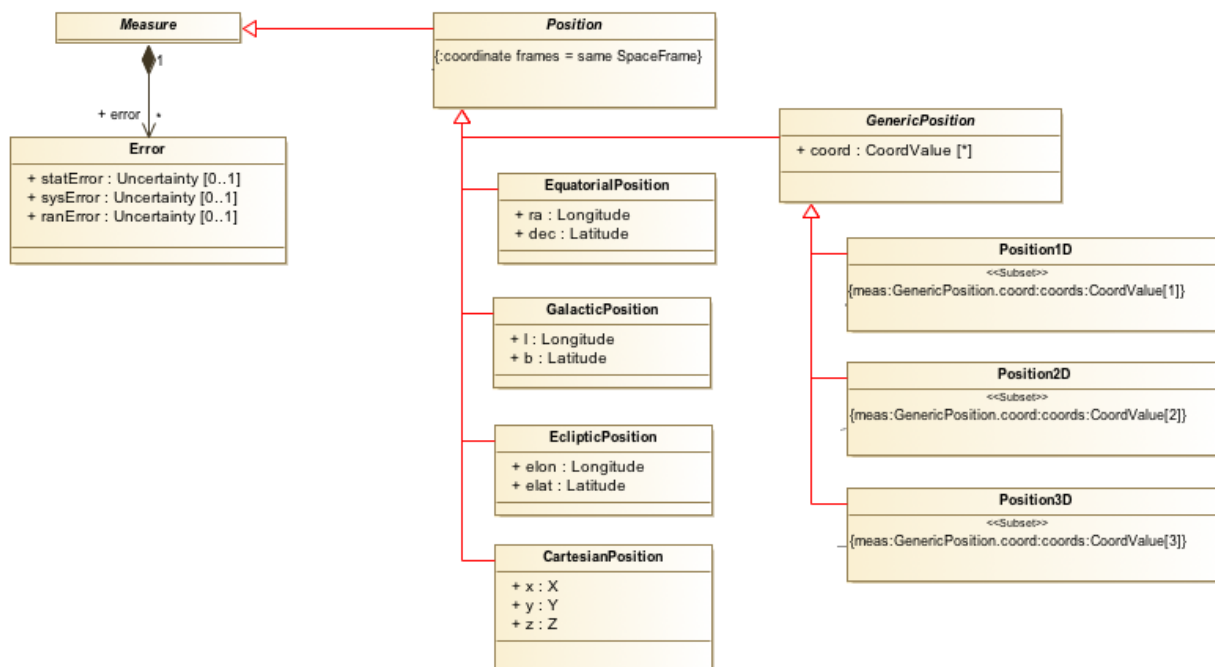 Measure
1
+ error
*
Error
+ statError : Uncertainty [0..1]
+ sysError : Uncertainty [0..1]
+ ranError : Uncertainty [0..1]
Position
{:coordinate frames = same SpaceFrame}
GenericPosition
+ coord : CoordValue [*]
EquatorialPosition
+ ra : Longitude
+ dec : Latitude
GalacticPosition
+ l : Longitude
+ b : Latitude
EclipticPosition
+ elon : Longitude
+ elat : Latitude
CartesianPosition
+ x : X
+ y : Y
+ z : Z
Position1D
<<Subset>>
{meas:GenericPosition.coord:coords:CoordValue[1]}
Position2D
<<Subset>>
{meas:GenericPosition.coord:coords:CoordValue[2]}
Position3D
<<Subset>>
{meas:GenericPosition.coord:coords:CoordValue[3]}